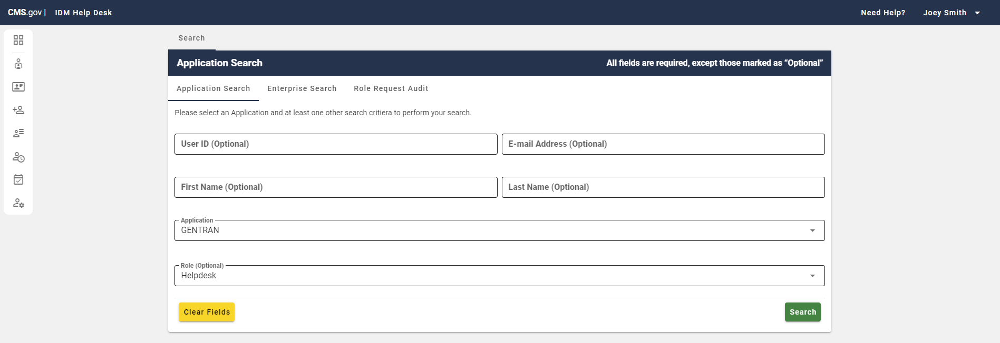 CMS.gov | IDM Help Desk Need Help? Joey Smith
Search
Application Search All fields are required, except those marked as “Optional”
Application Search Enterprise Search Role Request Audit
Please select an Application and at least one other search critiera to perform your search.
User ID (Optional) E-mail Address (Optional)
First Name (Optional) Last Name (Optional)
Application
GENTRAN
Role (Optional)
Helpdesk
Clear Fields Search